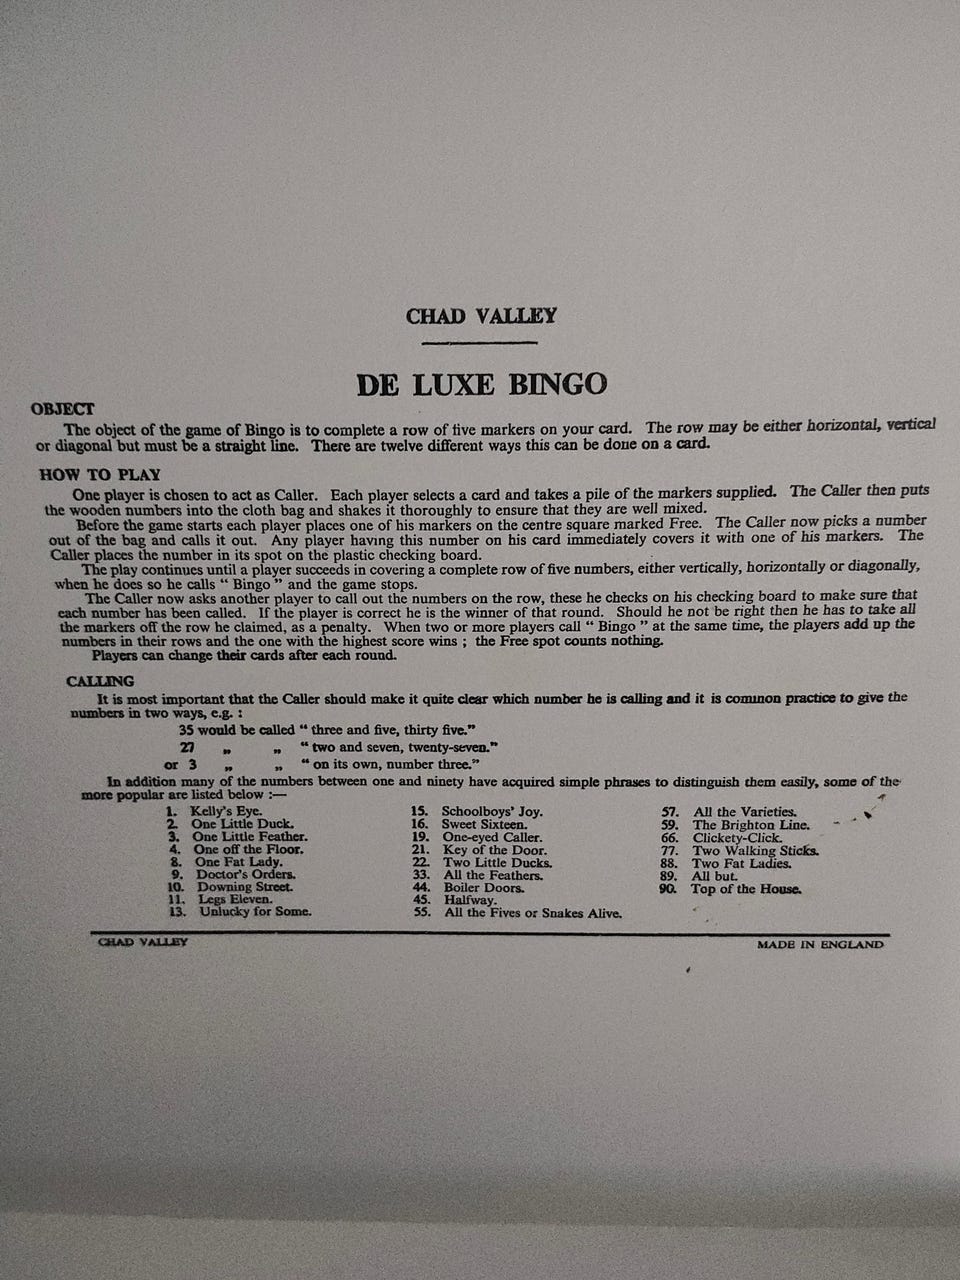 CHAD VALLEY
DE LUXE BINGO
OBJECT
The object of the game of Bingo is to complete a row of five markers on your card. The row may be either horizontal, vertical
or diagonal but must be a straight line. There are twelve different ways this can be done on a card.
HOW TO PLAY
One player is chosen to act as Caller. Each player selects a card and takes a pile of the markers supplied. The Caller then puts
the wooden numbers into the cloth bag and shakes it thoroughly to ensure that they are well mixed.
Before the game starts each player places one of his markers on the centre square marked Free. The Caller now picks a number
out of the bag and calls it out. Any player having this number on his card immediately covers it with one of his markers. The
Caller places the number in its spot on the plastic checking board.
The play continues until a player succeeds in covering a complete row of five numbers, either vertically, horizontally or diagonally,
when he does so he calls “ Bingo ” and the game stops.
The Caller now asks another player to call out the numbers on the row, these he checks on his checking board to make sure that
each number has been called. If the player is correct he is the winner of that round. Should he not be right then he has to take all
the markers off the row he claimed, as a penalty. When two or more players call “ Bingo ” at the same time, the players add up the
numbers in their rows and the one with the highest score wins ; the Free spot counts nothing.
Players can change their cards after each round.
CALLING
It is most important that the Caller should make it quite clear which number he is calling and it is common practice to give the
numbers in two ways, e.g. :
35 would be called “ three and five, thirty five.”
27 „ „ “ two and seven, twenty-seven.”
or 3 „ „ “ on its own, number three.”
In addition many of the numbers between one and ninety have acquired simple phrases to distinguish them easily, some of the
more popular are listed below :—
1. Kelly's Eye.
2. One Little Duck.
3. One Little Feather.
4. One off the Floor.
8. One Fat Lady.
9. Doctor's Orders.
10. Downing Street.
11. Legs Eleven.
13. Unlucky for Some.
15. Schoolboys' Joy.
16. Sweet Sixteen.
19. One-eyed Caller.
21. Key of the Door.
22. Two Little Ducks.
33. All the Feathers.
44. Boiler Doors.
45. Halfway.
55. All the Fives or Snakes Alive.
57. All the Varieties.
59. The Brighton Line.
66. Clickety-Click.
77. Two Walking Sticks.
88. Two Fat Ladies.
89. All but.
90. Top of the House.
CHAD VALLEY
MADE IN ENGLAND